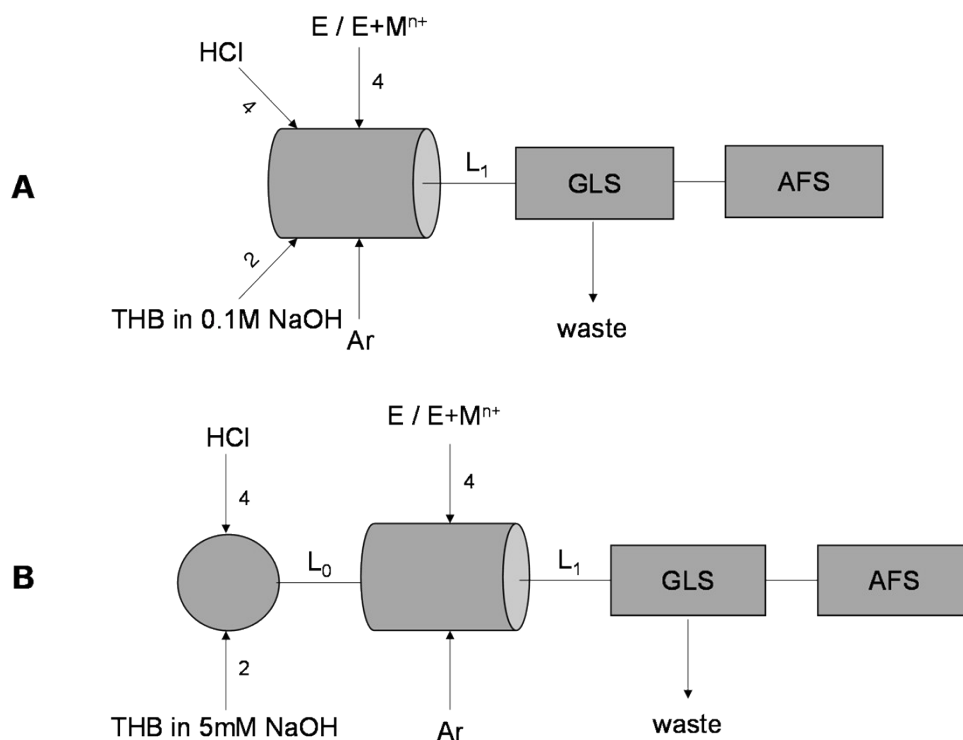 E / E+Mⁿ⁺
HCl
4
4
A
L₁
GLS
AFS
2
THB in 0.1M NaOH
Ar
waste
E / E+Mⁿ⁺
HCl
4
4
B
L₀
L₁
GLS
AFS
2
THB in 5mM NaOH
Ar
waste